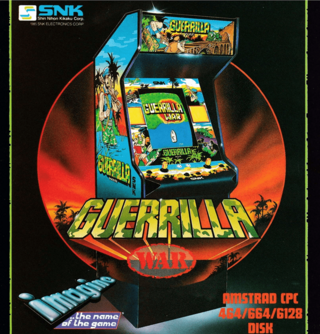 SNK
Shin Nihon Kikaku Corp.
SNK ELECTRONICS CORP.
GUERRILLA
GUERRILLA
WAR
GUERRILLA
GUERRILLA
GUERRILLA
WAR
imagine
...the name
of the game
AMSTRAD CPC
464/664/6128
DISK